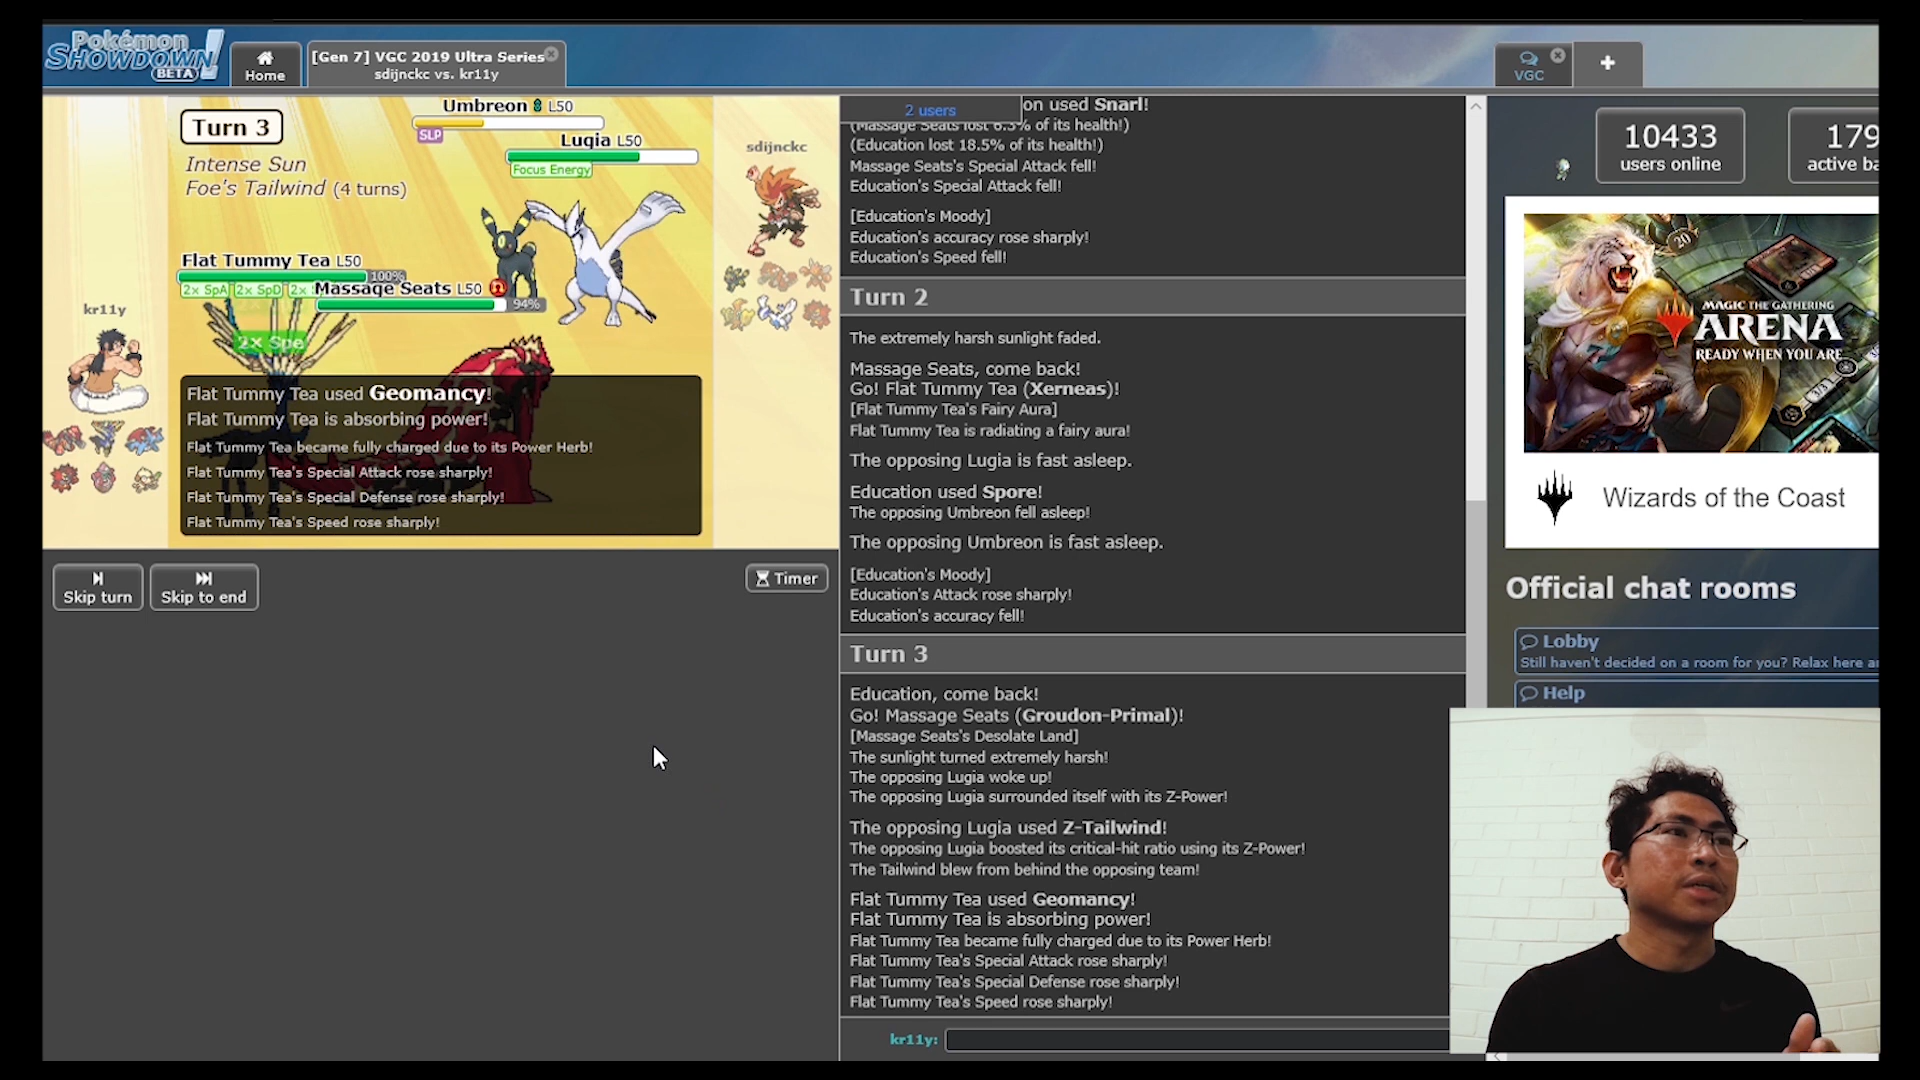 Pokémon
SHOWDOWN!
BETA
Home
[Gen 7] VGC 2019 Ultra Series
sdijnckc vs. kr11y
VGC
Turn 3
Intense Sun
Foe's Tailwind (4 turns)
Umbreon L50
SLP
Lugia L50
Focus Energy
sdijnckc
Flat Tummy Tea L50
100%
2x SpA 2x SpD 2x
Massage Seats L50
94%
2x Spe
kr11y
Flat Tummy Tea used Geomancy!
Flat Tummy Tea is absorbing power!
Flat Tummy Tea became fully charged due to its Power Herb!
Flat Tummy Tea's Special Attack rose sharply!
Flat Tummy Tea's Special Defense rose sharply!
Flat Tummy Tea's Speed rose sharply!
Skip turn
Skip to end
Timer
2 users
on used Snarl!
(Massage Seats lost 6.3% of its health!)
(Education lost 18.5% of its health!)
Massage Seats's Special Attack fell!
Education's Special Attack fell!
[Education's Moody]
Education's accuracy rose sharply!
Education's Speed fell!
Turn 2
The extremely harsh sunlight faded.
Massage Seats, come back!
Go! Flat Tummy Tea (Xerneas)!
[Flat Tummy Tea's Fairy Aura]
Flat Tummy Tea is radiating a fairy aura!
The opposing Lugia is fast asleep.
Education used Spore!
The opposing Umbreon fell asleep!
The opposing Umbreon is fast asleep.
[Education's Moody]
Education's Attack rose sharply!
Education's accuracy fell!
Turn 3
Education, come back!
Go! Massage Seats (Groudon-Primal)!
[Massage Seats's Desolate Land]
The sunlight turned extremely harsh!
The opposing Lugia woke up!
The opposing Lugia surrounded itself with its Z-Power!
The opposing Lugia used Z-Tailwind!
The opposing Lugia boosted its critical-hit ratio using its Z-Power!
The Tailwind blew from behind the opposing team!
Flat Tummy Tea used Geomancy!
Flat Tummy Tea is absorbing power!
Flat Tummy Tea became fully charged due to its Power Herb!
Flat Tummy Tea's Special Attack rose sharply!
Flat Tummy Tea's Special Defense rose sharply!
Flat Tummy Tea's Speed rose sharply!
kr11y:
10433
users online
179
active ba
20
MAGIC THE GATHERING
ARENA
READY WHEN YOU ARE
Wizards of the Coast
Official chat rooms
Lobby
Still haven't decided on a room for you? Relax here a
Help